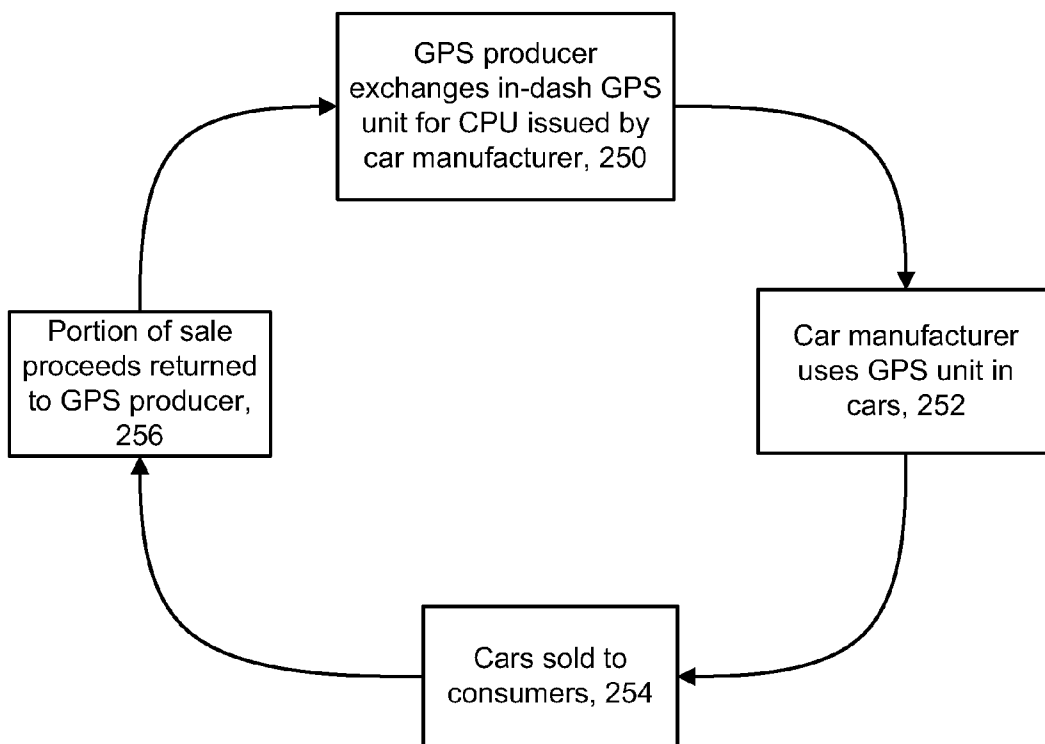 GPS producer
exchanges in-dash GPS
unit for CPU issued by
car manufacturer, 250
Car manufacturer
uses GPS unit in
cars, 252
Cars sold to
consumers, 254
Portion of sale
proceeds returned
to GPS producer,
256